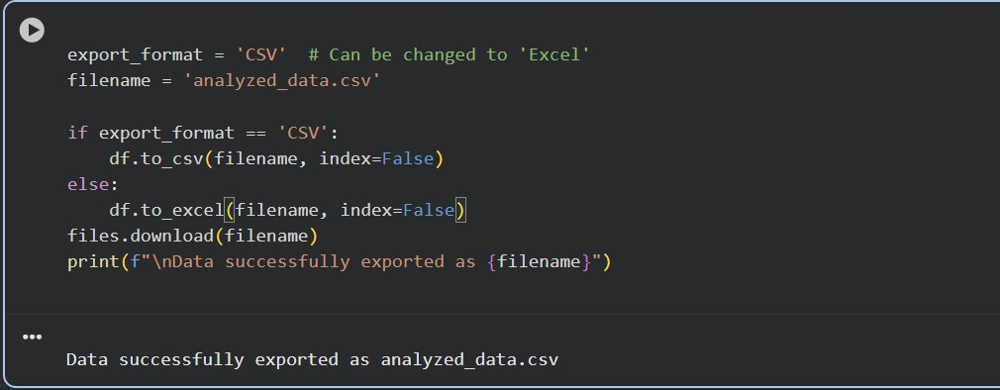 export_format = 'CSV'  # Can be changed to 'Excel'
filename = 'analyzed_data.csv'
if export_format == 'CSV':
    df.to_csv(filename, index=False)
else:
    df.to_excel(filename, index=False)
files.download(filename)
print(f"\nData successfully exported as {filename}")
Data successfully exported as analyzed_data.csv